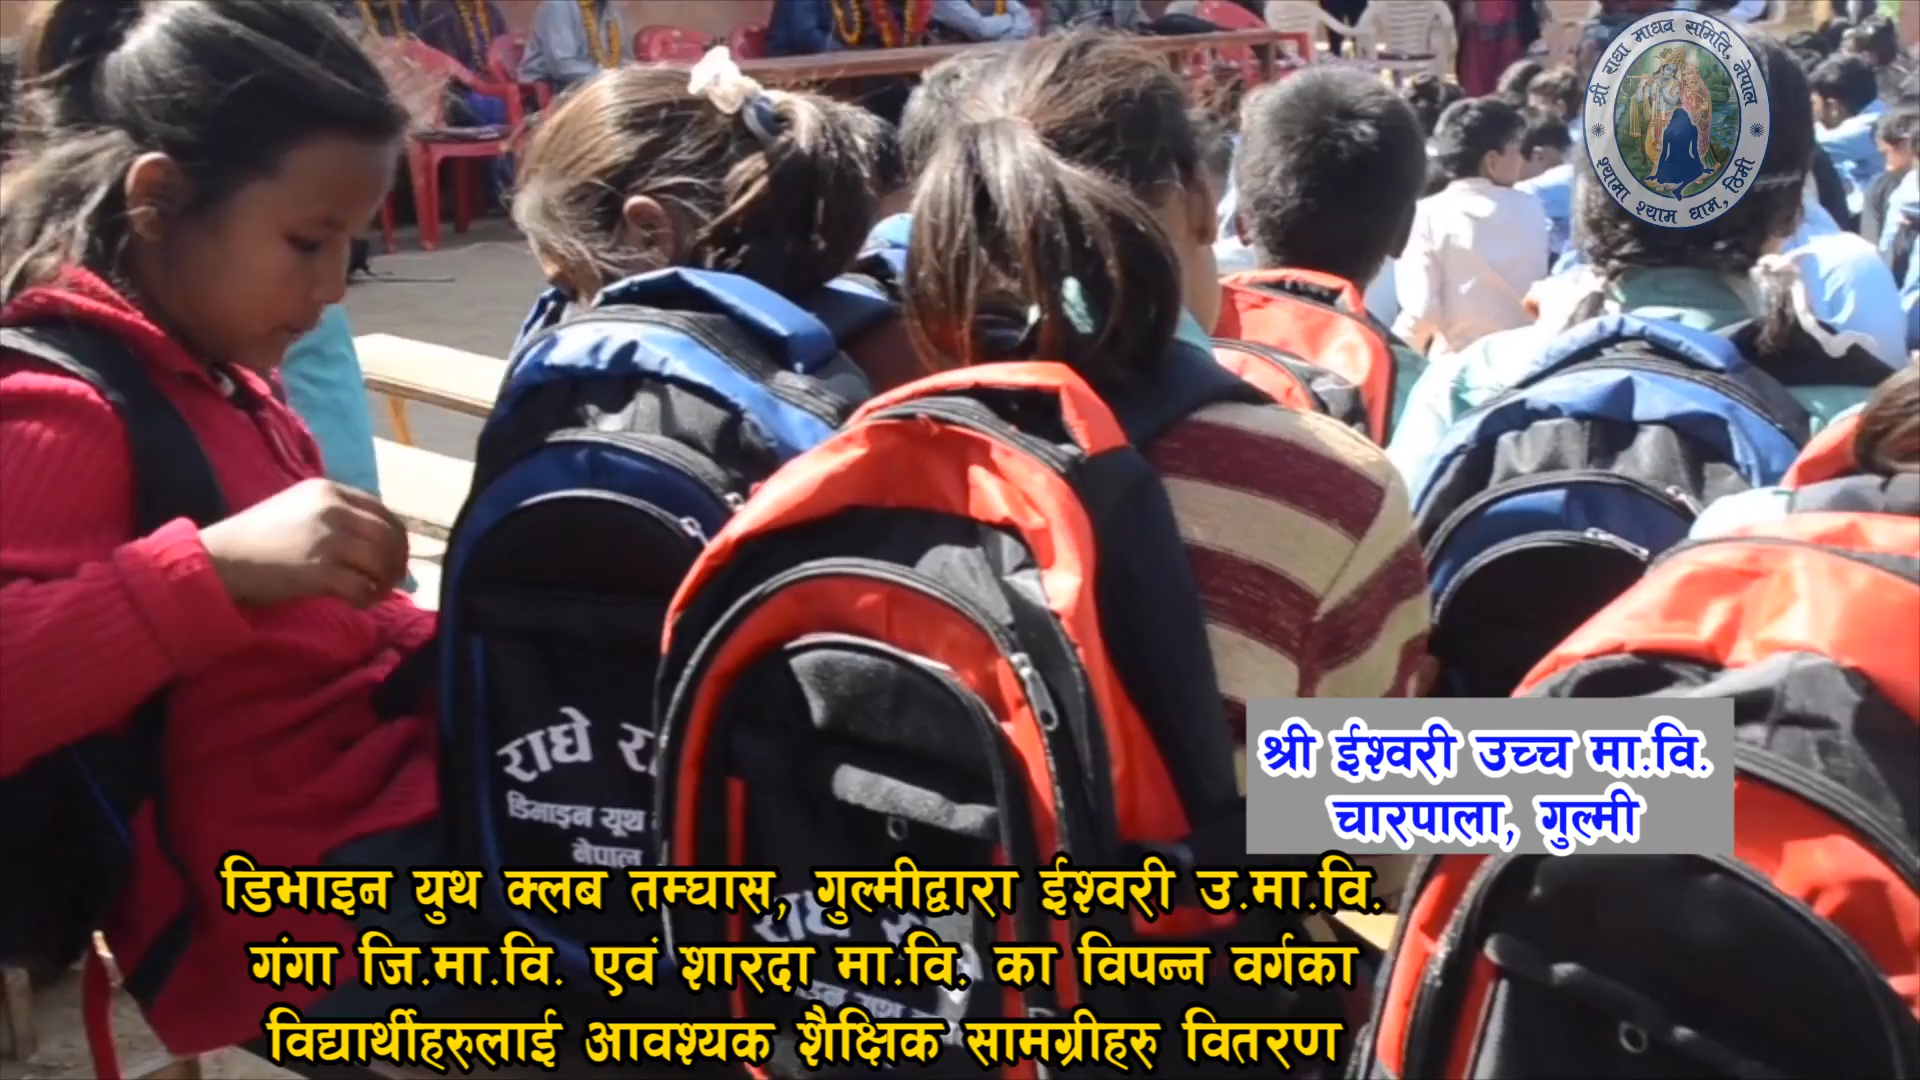 श्री राधा माधव समिति, नेपाल
श्यामा श्याम धाम, ठिमी
राधे
डिभाइन यूथ
नेपाल
श्री ईश्वरी उच्च मा.वि.
चारपाला, गुल्मी
डिभाइन युथ क्लब तम्घास, गुल्मीद्वारा ईश्वरी उ.मा.वि.
गंगा जि.मा.वि. एवं शारदा मा.वि. का विपन्न वर्गका
विद्यार्थीहरुलाई आवश्यक शैक्षिक सामग्रीहरु वितरण